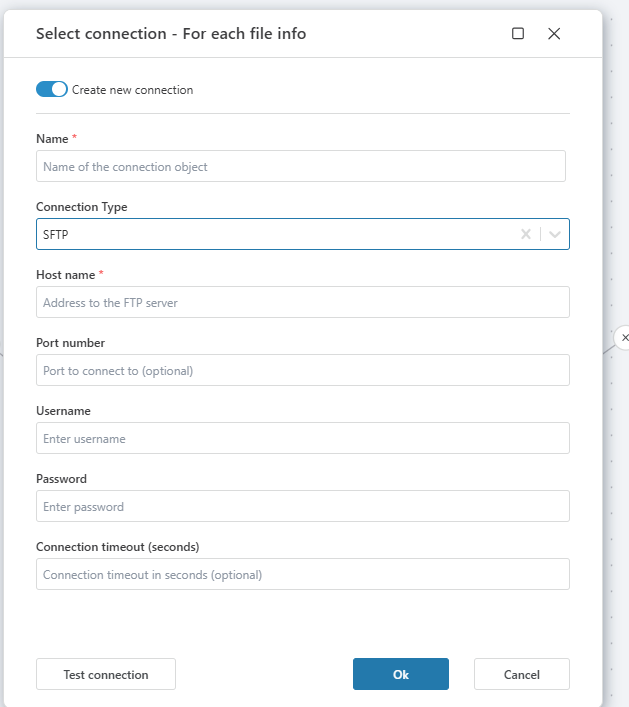 Select connection - For each file info
Create new connection
Name *
Name of the connection object
Connection Type
SFTP
Host name *
Address to the FTP server
Port number
Port to connect to (optional)
Username
Enter username
Password
Enter password
Connection timeout (seconds)
Connection timeout in seconds (optional)
Test connection
Ok
Cancel